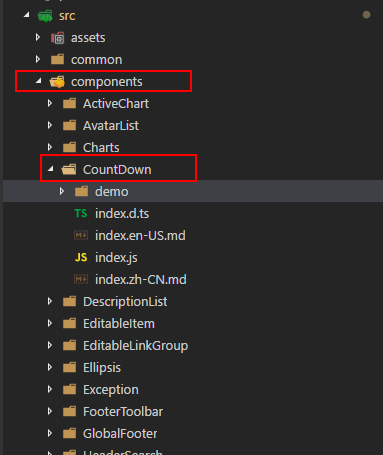 src
assets
common
components
ActiveChart
AvatarList
Charts
CountDown
demo
TS index.d.ts
index.en-US.md
JS index.js
index.zh-CN.md
DescriptionList
EditableItem
EditableLinkGroup
Ellipsis
Exception
FooterToolbar
GlobalFooter
HeaderSearch